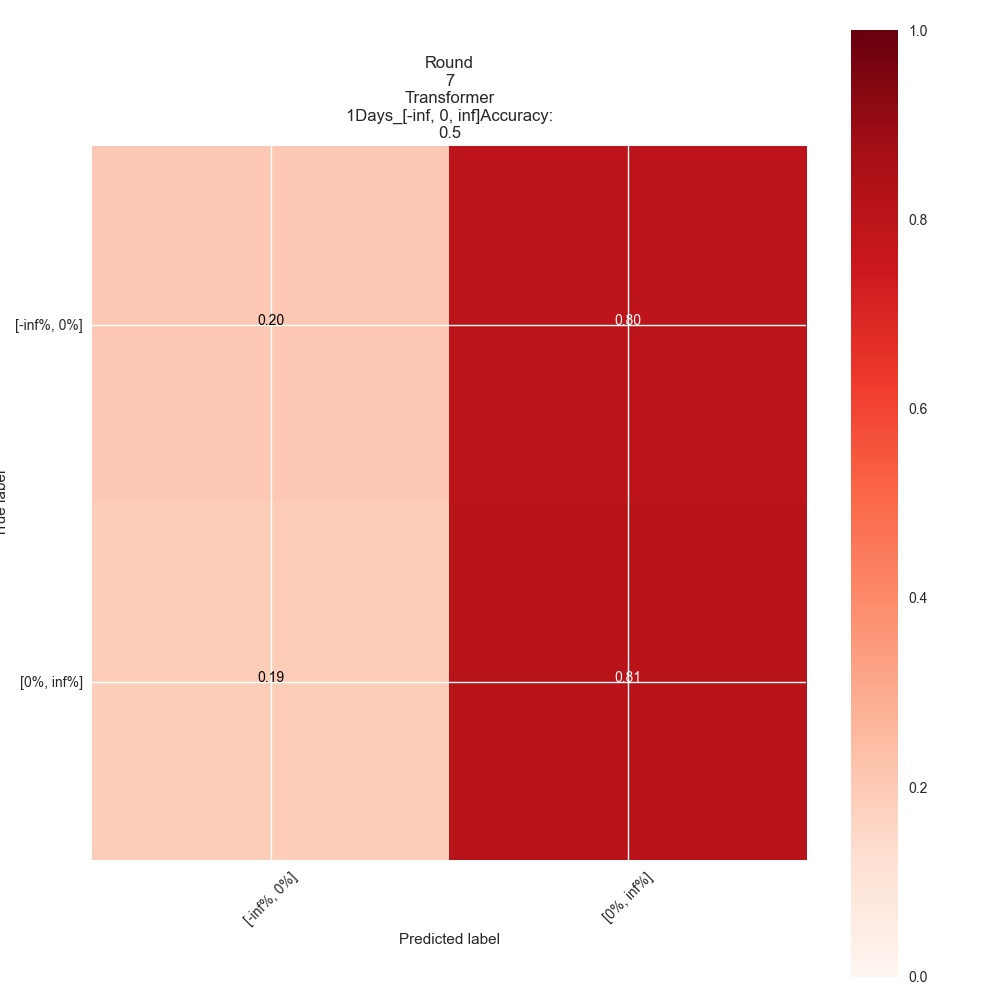 Round
7
Transformer
1Days_[-inf, 0, inf]Accuracy:
0.5
1.0
0.8
0.6
0.4
0.2
0.0
[-inf%, 0%]
0.20
0.80
True label
[0%, inf%]
0.19
0.81
[-inf%, 0%]
[0%, inf%]
Predicted label